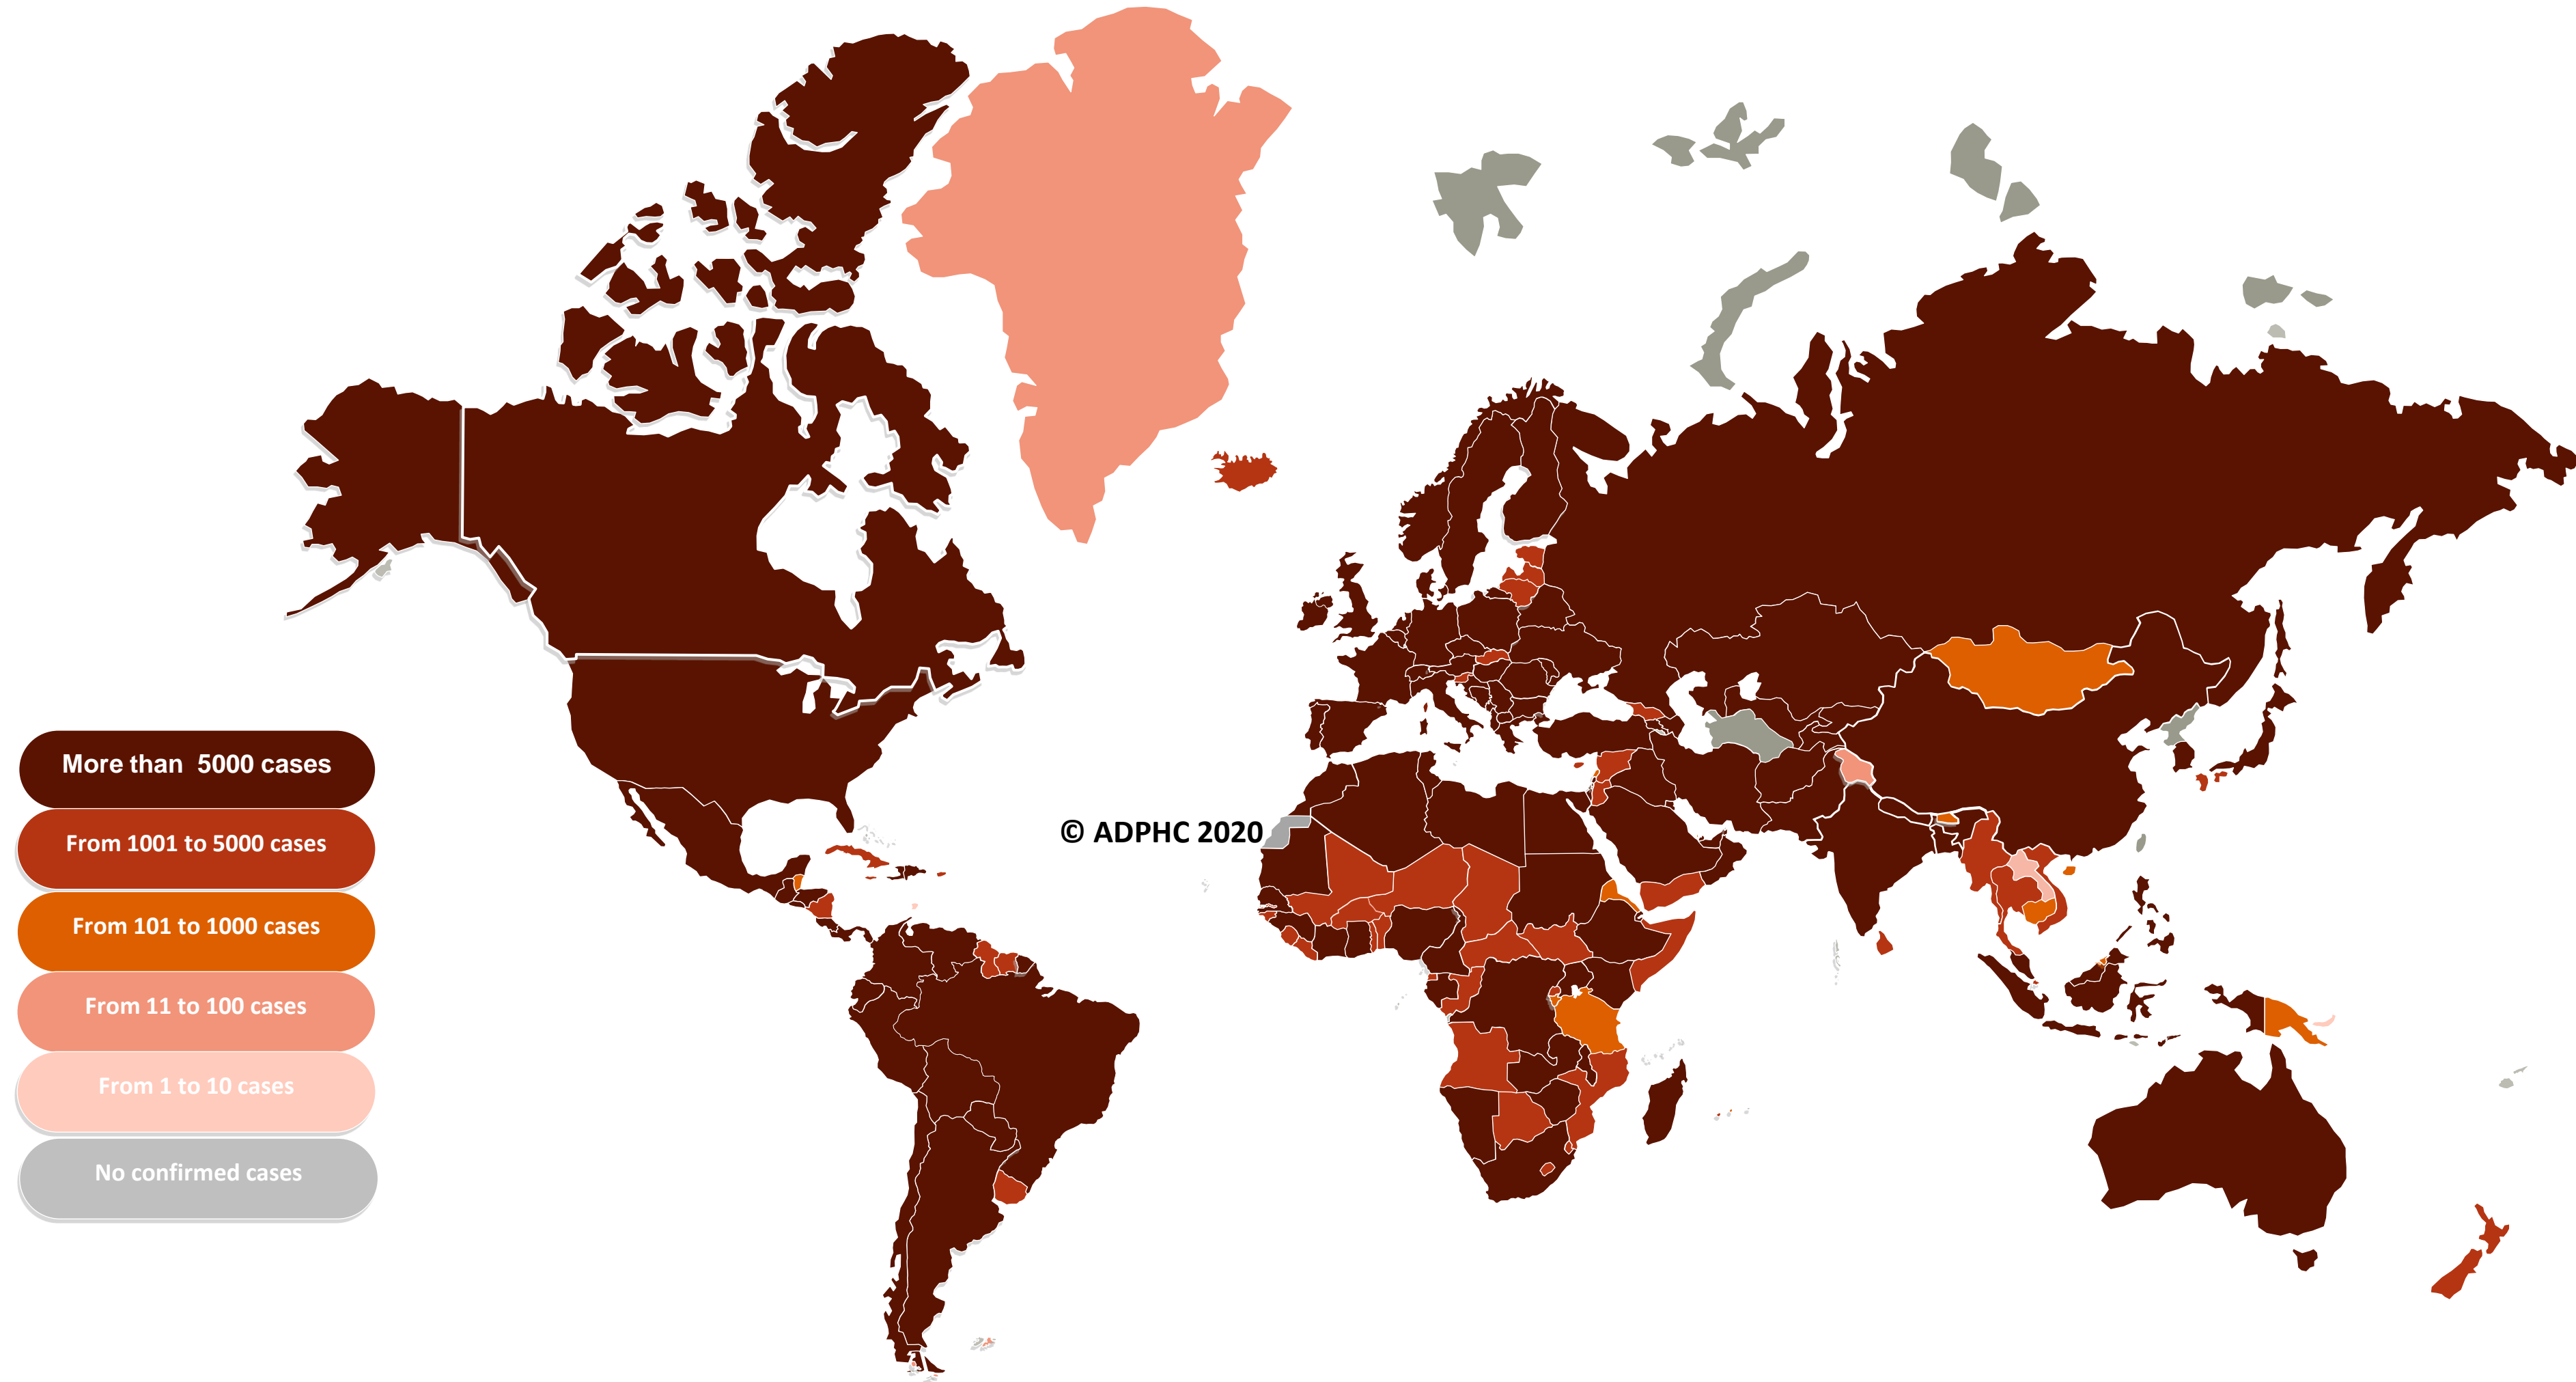 More than 5000 cases
From 1001 to 5000 cases
From 101 to 1000 cases
From 11 to 100 cases
From 1 to 10 cases
No confirmed cases
© ADPHC 2020